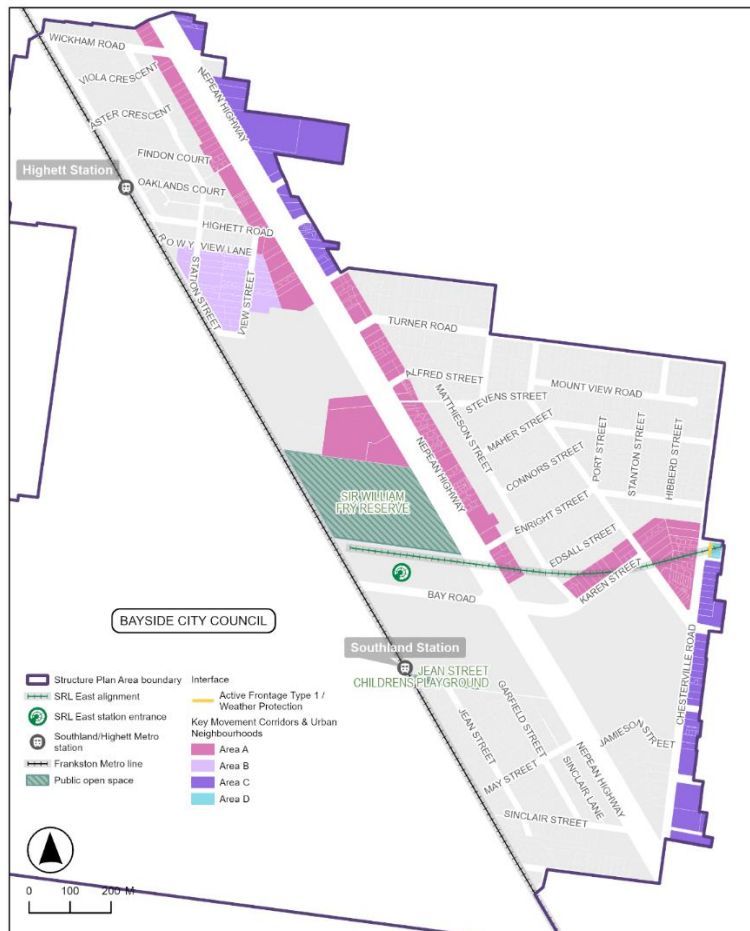 WICKHAM ROAD
VIOLA CRESCENT
NEPEAN HIGHWAY
ASTER CRESCENT
FINDON COURT
Highett Station
OAKLANDS COURT
HIGHETT ROAD
ROWY VIEW LANE
STATION STREET
VIEW STREET
TURNER ROAD
ALFRED STREET
MOUNT VIEW ROAD
STEVENS STREET
MATTHIESON STREET
MAHER STREET
PORT STREET
STANTON STREET
HIBBERD STREET
CONNORS STREET
NEPEAN HIGHWAY
SIR WILLIAM
FRY RESERVE
ENRIGHT STREET
EDSALL STREET
KAREN STREET
BAY ROAD
BAYSIDE CITY COUNCIL
Southland Station
JEAN STREET
CHILDRENS PLAYGROUND
CHESTERVILLE ROAD
GARFIELD STREET
JEAN STREET
JAMIESON STREET
NEPEAN HIGHWAY
MAY STREET
SINCLAIR LANE
SINCLAIR STREET
Structure Plan Area boundary
SRL East alignment
SRL East station entrance
Southland/Highett Metro
station
Frankston Metro line
Public open space
Interface
Active Frontage Type 1 /
Weather Protection
Key Movement Corridors & Urban
Neighbourhoods
Area A
Area B
Area C
Area D
0 100 200 M